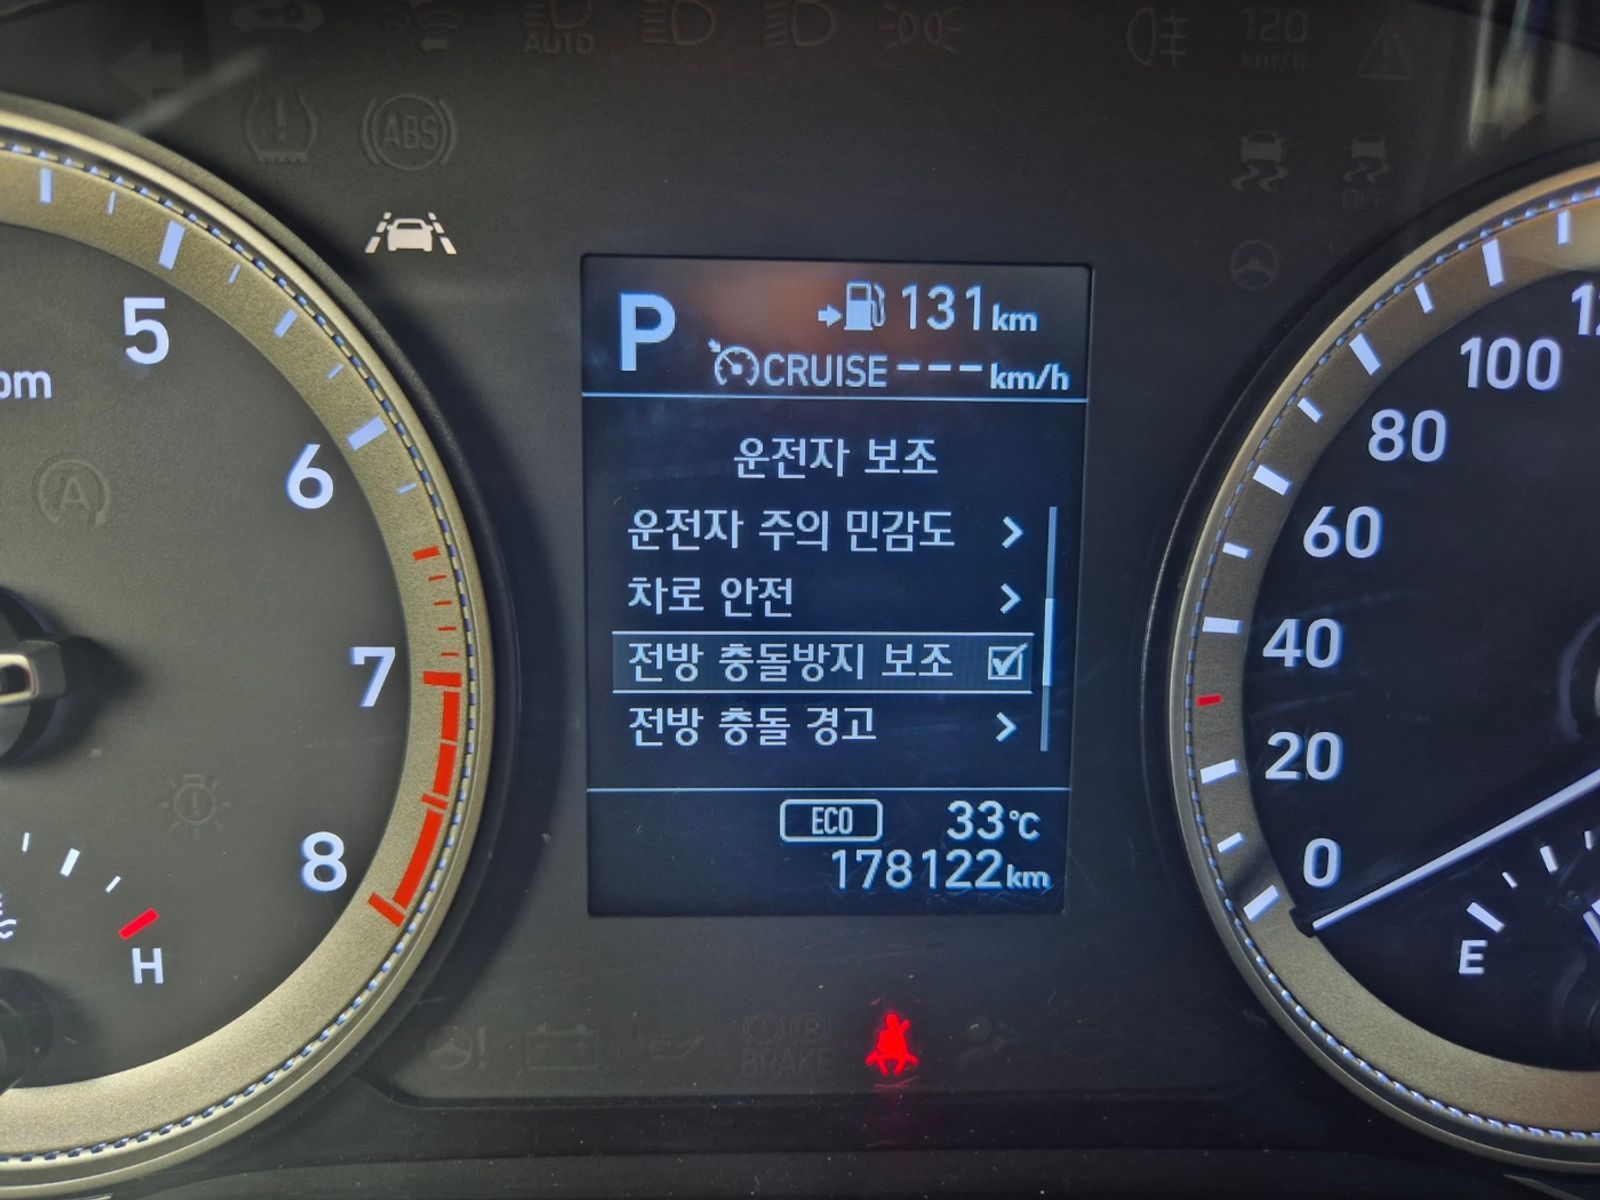 AUTO
120
km/h
ABS
OFF
P 131km
CRUISE---km/h
운전자 보조
운전자 주의 민감도
차로 안전
전방 충돌방지 보조
전방 충돌 경고
ECO 33℃
178122km
5
6
7
8
H
A
100
80
60
40
20
0
E
BRAKE